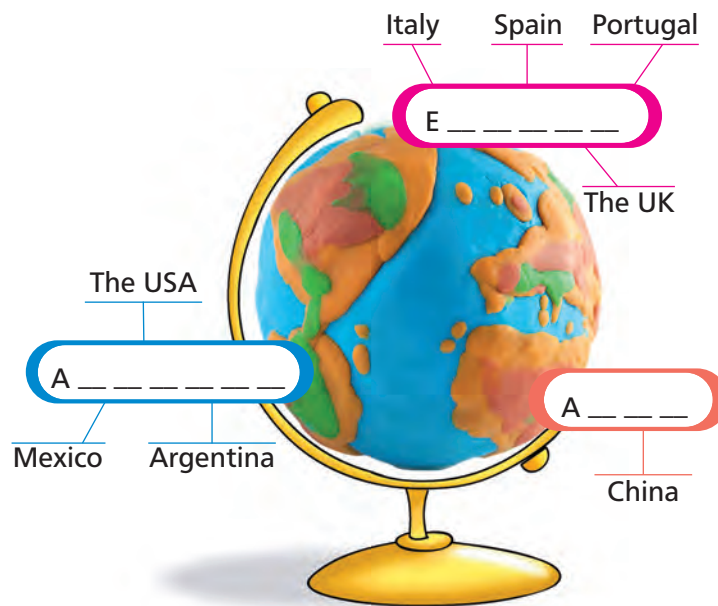 Italy Spain Portugal
E __ __ __ __ __
The UK
The USA
A __ __ __ __ __ __
Mexico Argentina
A __ __ __
China